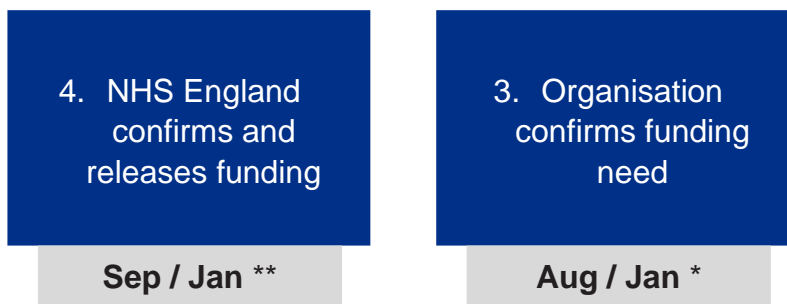 4. NHS England
confirms and
releases funding
Sep / Jan **
3. Organisation
confirms funding
need
Aug / Jan *